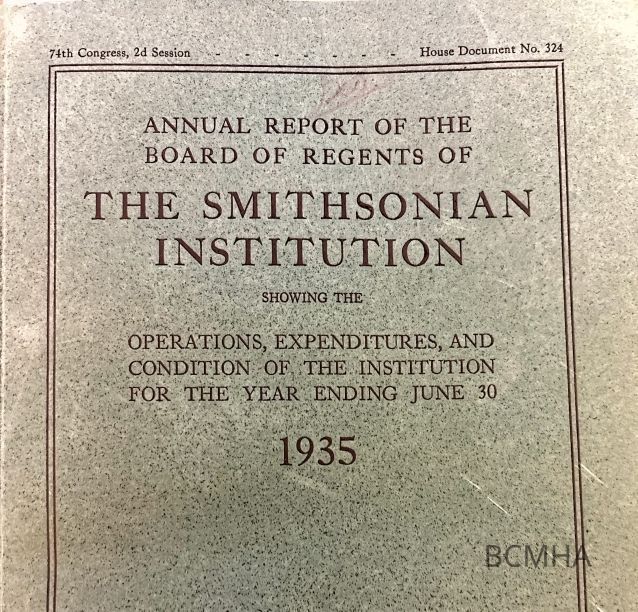 74th Congress, 2d Session - - - - - - - House Document No. 324
ANNUAL REPORT OF THE
BOARD OF REGENTS OF
THE SMITHSONIAN
INSTITUTION
SHOWING THE
OPERATIONS, EXPENDITURES, AND
CONDITION OF THE INSTITUTION
FOR THE YEAR ENDING JUNE 30
1935
BCMHA